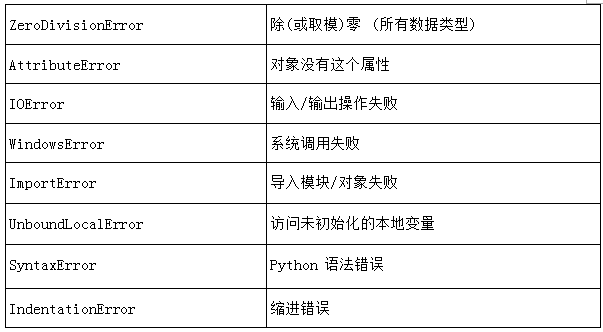 ZeroDivisionError 除(或取模)零 (所有数据类型)
AttributeError 对象没有这个属性
IOError 输入/输出操作失败
WindowsError 系统调用失败
ImportError 导入模块/对象失败
UnboundLocalError 访问未初始化的本地变量
SyntaxError Python 语法错误
IndentationError 缩进错误